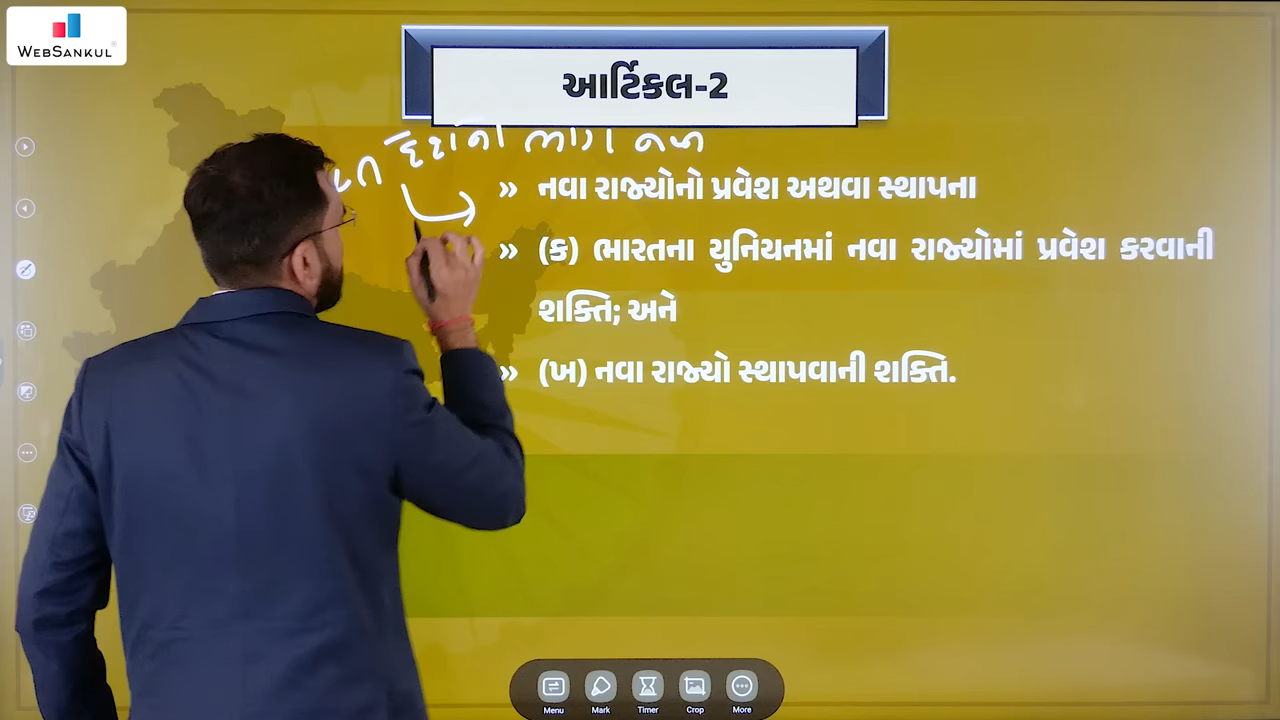 WEBSANKUL
આર્ટિકલ-2
ભાગ
» નવા રાજ્યોનો પ્રવેશ અથવા સ્થાપના
» (ક) ભારતના યુનિયનમાં નવા રાજ્યોમાં પ્રવેશ કરવાની
શક્તિ; અને
» (ખ) નવા રાજ્યો સ્થાપવાની શક્તિ.
Menu Mark Timer Crop More